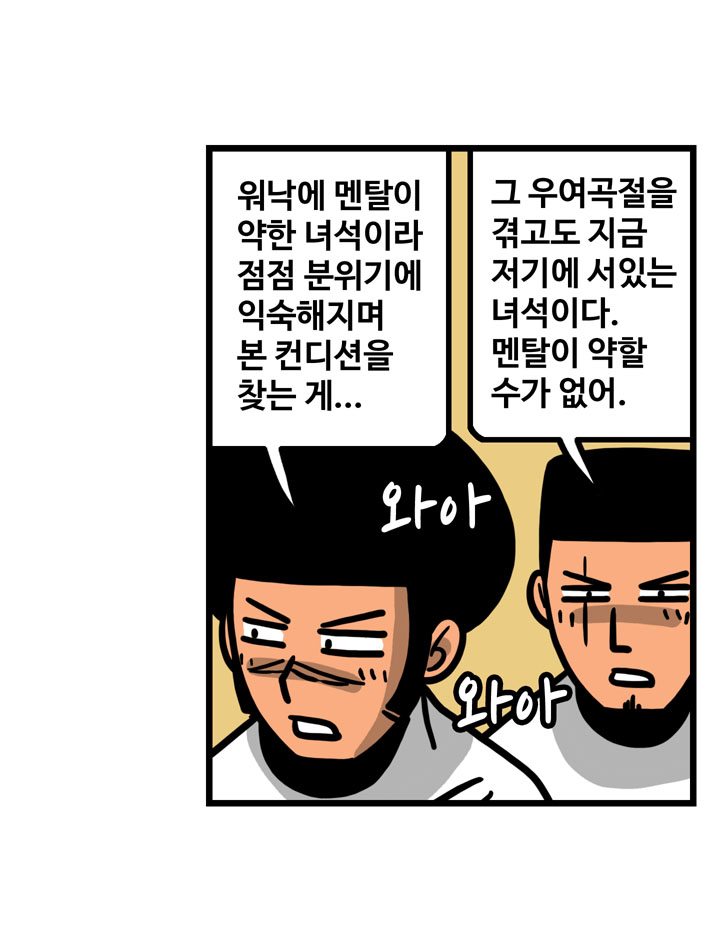 워낙에 멘탈이
약한 녀석이라
점점 분위기에
익숙해지며
본 컨디션을
찾는 게...
그 우여곡절을
겪고도 지금
저기에 서있는
녀석이다.
멘탈이 약할
수가 없어.
와아
와아